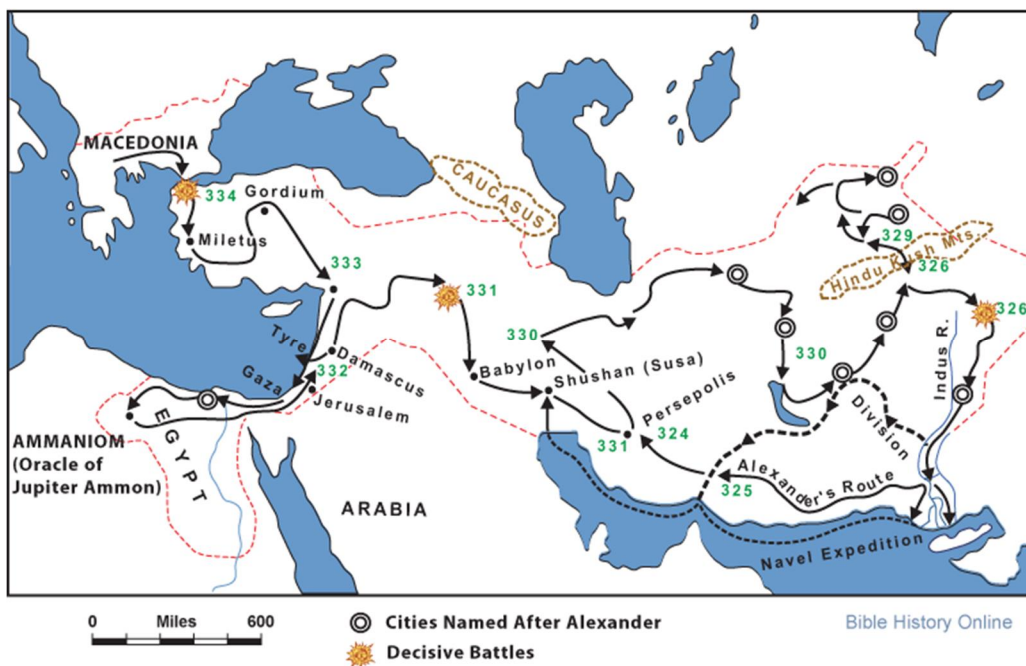 MACEDONIA
334
Gordium
Miletus
333
CAUCASUS
331
Tyre
Gaza
332
Damascus
Jerusalem
EGYPT
AMMANIOM
(Oracle of
Jupiter Ammon)
ARABIA
Babylon
Shushan (Susa)
330
Persepolis
331
324
325
330
329
Hindu Kush Mts.
326
326
Indus R.
Division
Alexander's Route
Navel Expedition
0 Miles 600
Cities Named After Alexander
Decisive Battles
Bible History Online